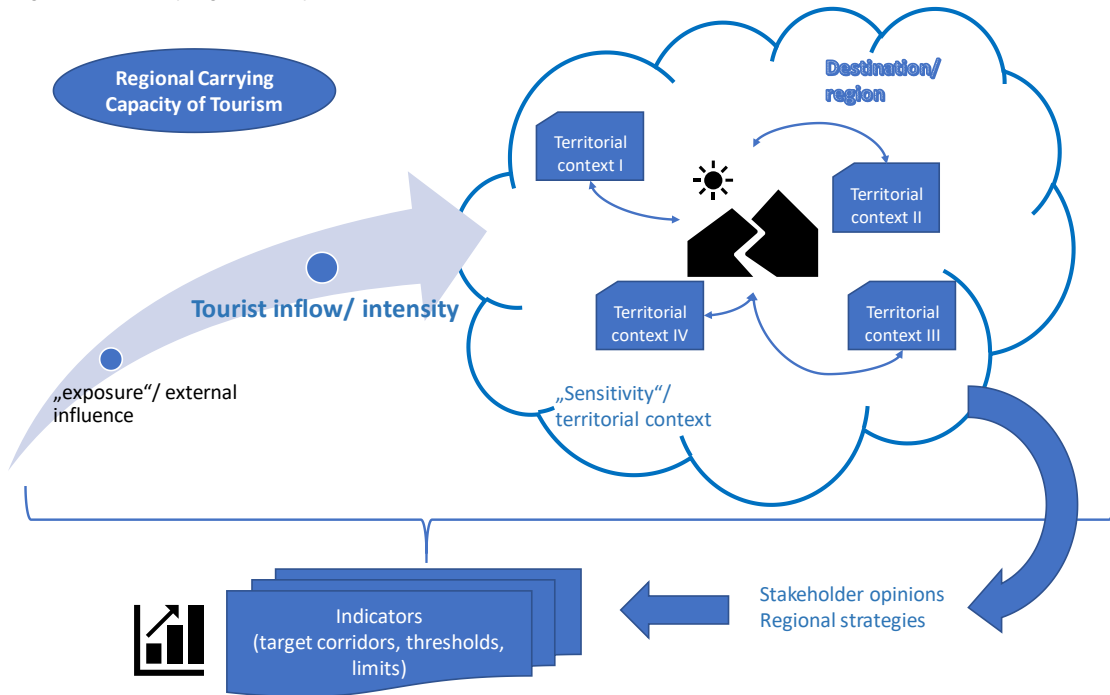 Regional Carrying
Capacity of Tourism
Destination/
region
Territorial
context I
Territorial
context II
Tourist inflow/ intensity
Territorial
context IV
Territorial
context III
„exposure“/ external
influence
„Sensitivity“/
territorial context
Stakeholder opinions
Regional strategies
Indicators
(target corridors, thresholds,
limits)